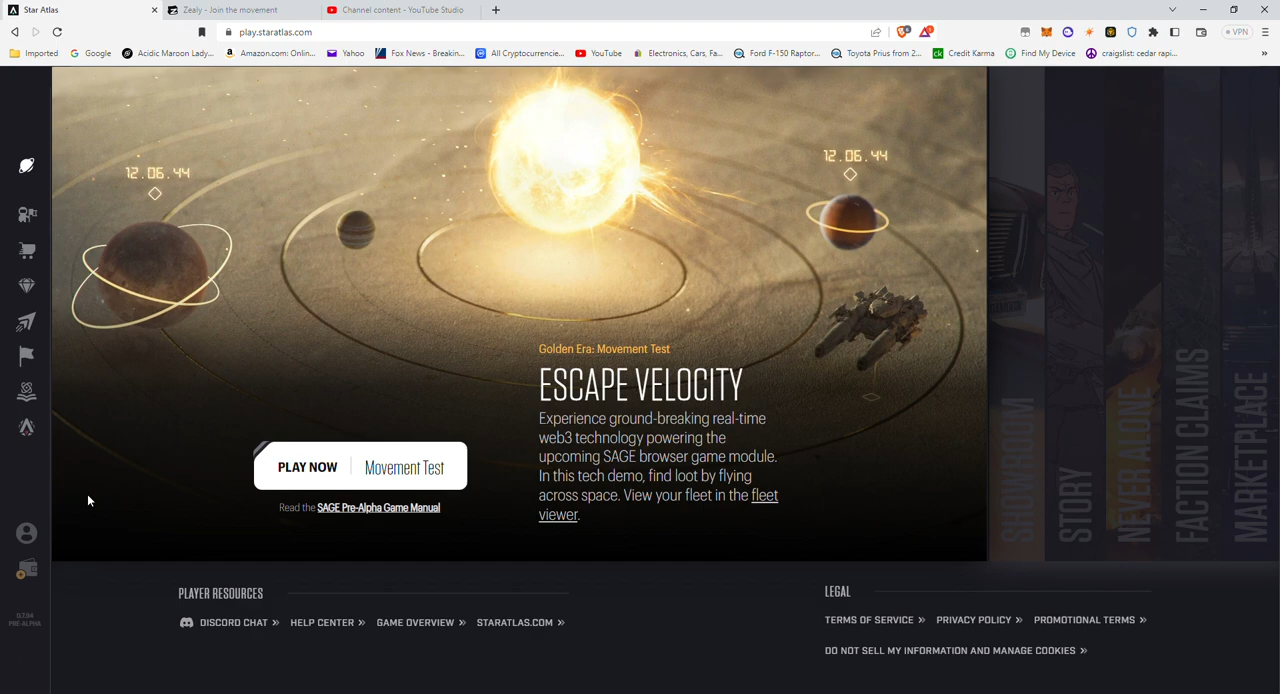 Star Atlas
Zealy - Join the movement
Channel content - YouTube Studio
play.staratlas.com
VPN
Imported
Google
Acidic Maroon Lady...
Amazon.com: Onlin...
Yahoo
Fox News - Breakin...
All Cryptocurrencie...
YouTube
Electronics, Cars, Fa...
Ford F-150 Raptor...
Toyota Prius from 2...
Credit Karma
Find My Device
craigslist: cedar rapi...
12.06.44
12.06.44
Golden Era: Movement Test
ESCAPE VELOCITY
Experience ground-breaking real-time
web3 technology powering the
upcoming SAGE browser game module.
In this tech demo, find loot by flying
across space. View your fleet in the fleet
viewer.
PLAY NOW
Movement Test
Read the SAGE Pre-Alpha Game Manual
SHOWROOM
STORY
NEVER ALONE
FACTION CLAIMS
MARKETPLACE
PRE-ALPHA
PLAYER RESOURCES
DISCORD CHAT »
HELP CENTER »
GAME OVERVIEW »
STARATLAS.COM »
LEGAL
TERMS OF SERVICE »
PRIVACY POLICY »
PROMOTIONAL TERMS »
DO NOT SELL MY INFORMATION AND MANAGE COOKIES »